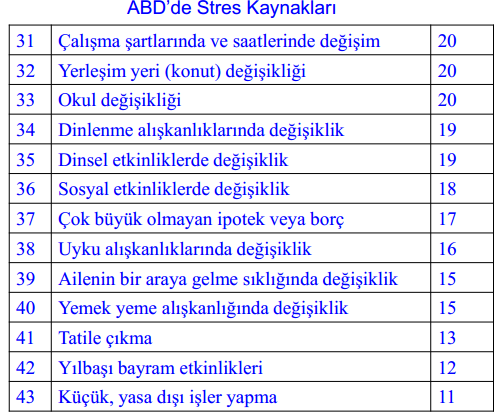 ABD'de Stres Kaynakları
31 Çalışma şartlarında ve saatlerinde değişim 20
32 Yerleşim yeri (konut) değişikliği 20
33 Okul değişikliği 20
34 Dinlenme alışkanlıklarında değişiklik 19
35 Dinsel etkinliklerde değişiklik 19
36 Sosyal etkinliklerde değişiklik 18
37 Çok büyük olmayan ipotek veya borç 17
38 Uyku alışkanlıklarında değişiklik 16
39 Ailenin bir araya gelme sıklığında değişiklik 15
40 Yemek yeme alışkanlığında değişiklik 15
41 Tatile çıkma 13
42 Yılbaşı bayram etkinlikleri 12
43 Küçük, yasa dışı işler yapma 11